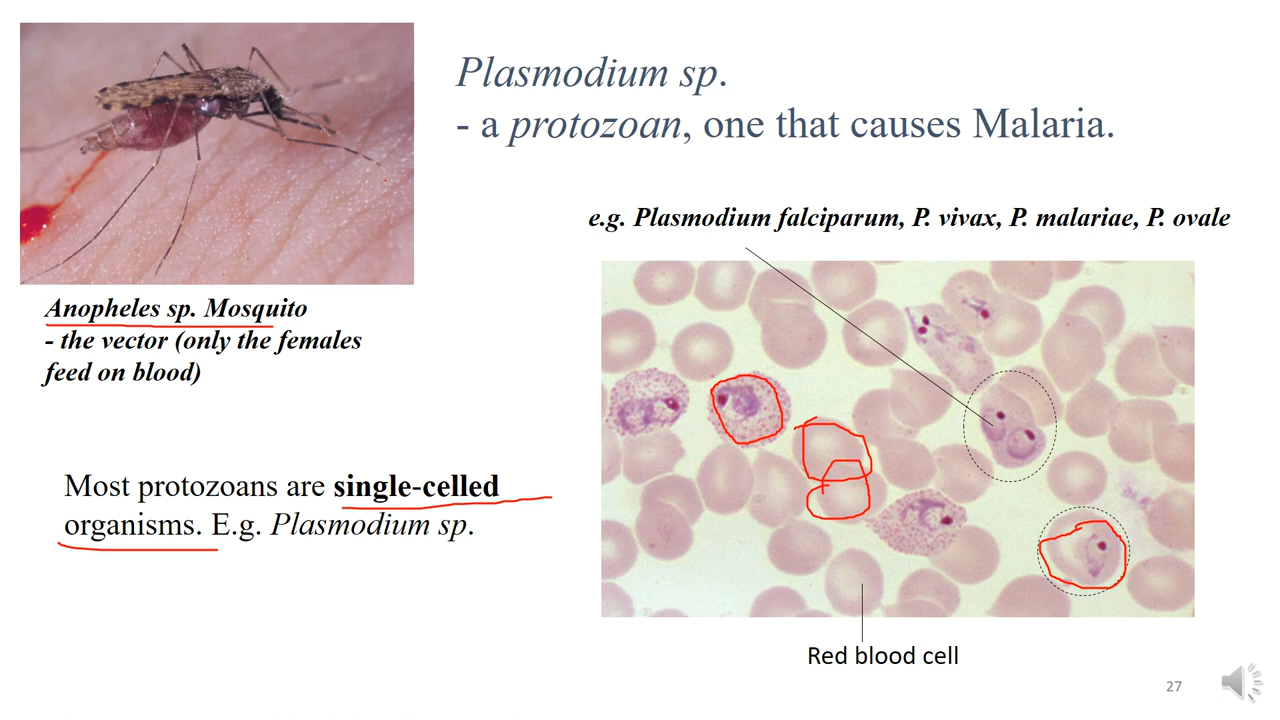 Plasmodium sp.
- a protozoan, one that causes Malaria.
e.g. Plasmodium falciparum, P. vivax, P. malariae, P. ovale
Anopheles sp. Mosquito
- the vector (only the females
feed on blood)
Most protozoans are single-celled
organisms. E.g. Plasmodium sp.
Red blood cell
27